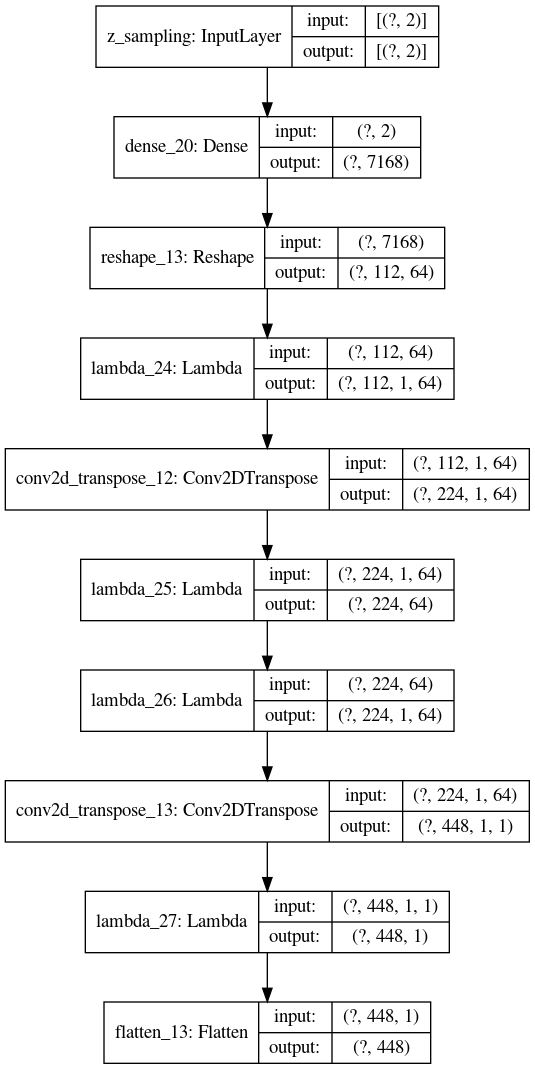 z_sampling: InputLayer
input: [(?, 2)]
output: [(?, 2)]
dense_20: Dense
input: (?, 2)
output: (?, 7168)
reshape_13: Reshape
input: (?, 7168)
output: (?, 112, 64)
lambda_24: Lambda
input: (?, 112, 64)
output: (?, 112, 1, 64)
conv2d_transpose_12: Conv2DTranspose
input: (?, 112, 1, 64)
output: (?, 224, 1, 64)
lambda_25: Lambda
input: (?, 224, 1, 64)
output: (?, 224, 64)
lambda_26: Lambda
input: (?, 224, 64)
output: (?, 224, 1, 64)
conv2d_transpose_13: Conv2DTranspose
input: (?, 224, 1, 64)
output: (?, 448, 1, 1)
lambda_27: Lambda
input: (?, 448, 1, 1)
output: (?, 448, 1)
flatten_13: Flatten
input: (?, 448, 1)
output: (?, 448)